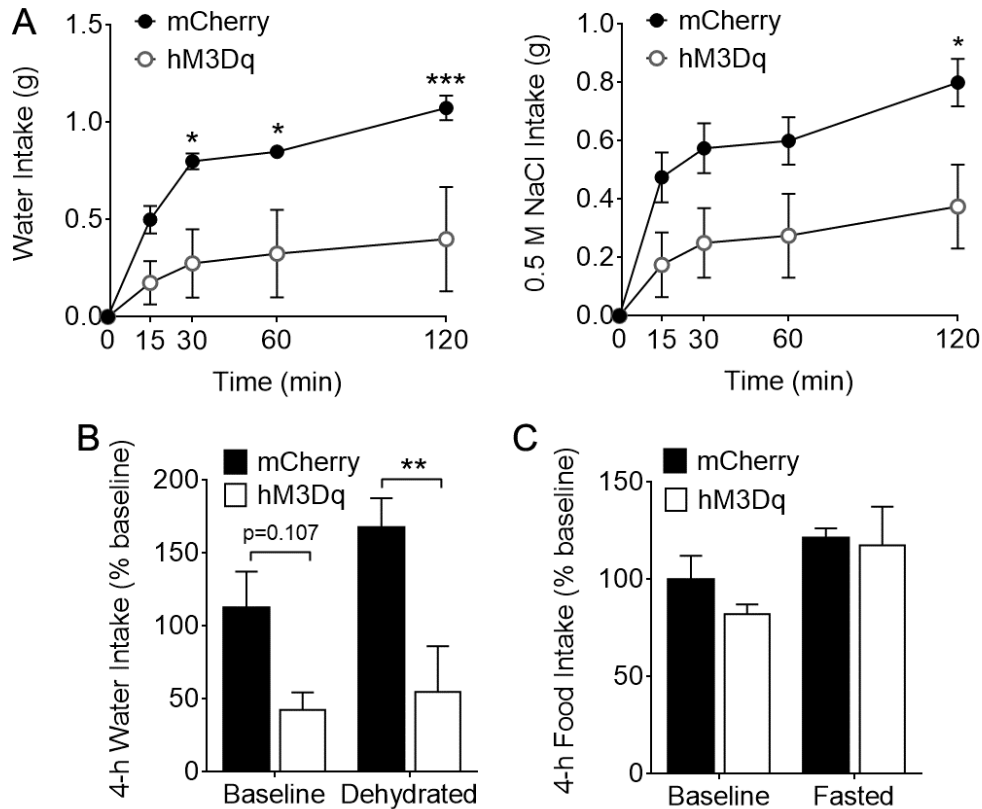 A
mCherry
hM3Dq
Water Intake (g)
1.5
1.0
0.5
0.0
*
*
***
0
15
30
60
120
Time (min)
mCherry
hM3Dq
0.5 M NaCl Intake (g)
1.0
0.8
0.6
0.4
0.2
0.0
*
0
15
30
60
120
Time (min)
B
mCherry
hM3Dq
4-h Water Intake (% baseline)
200
150
100
50
0
p=0.107
**
Baseline
Dehydrated
C
mCherry
hM3Dq
4-h Food Intake (% baseline)
150
100
50
0
Baseline
Fasted